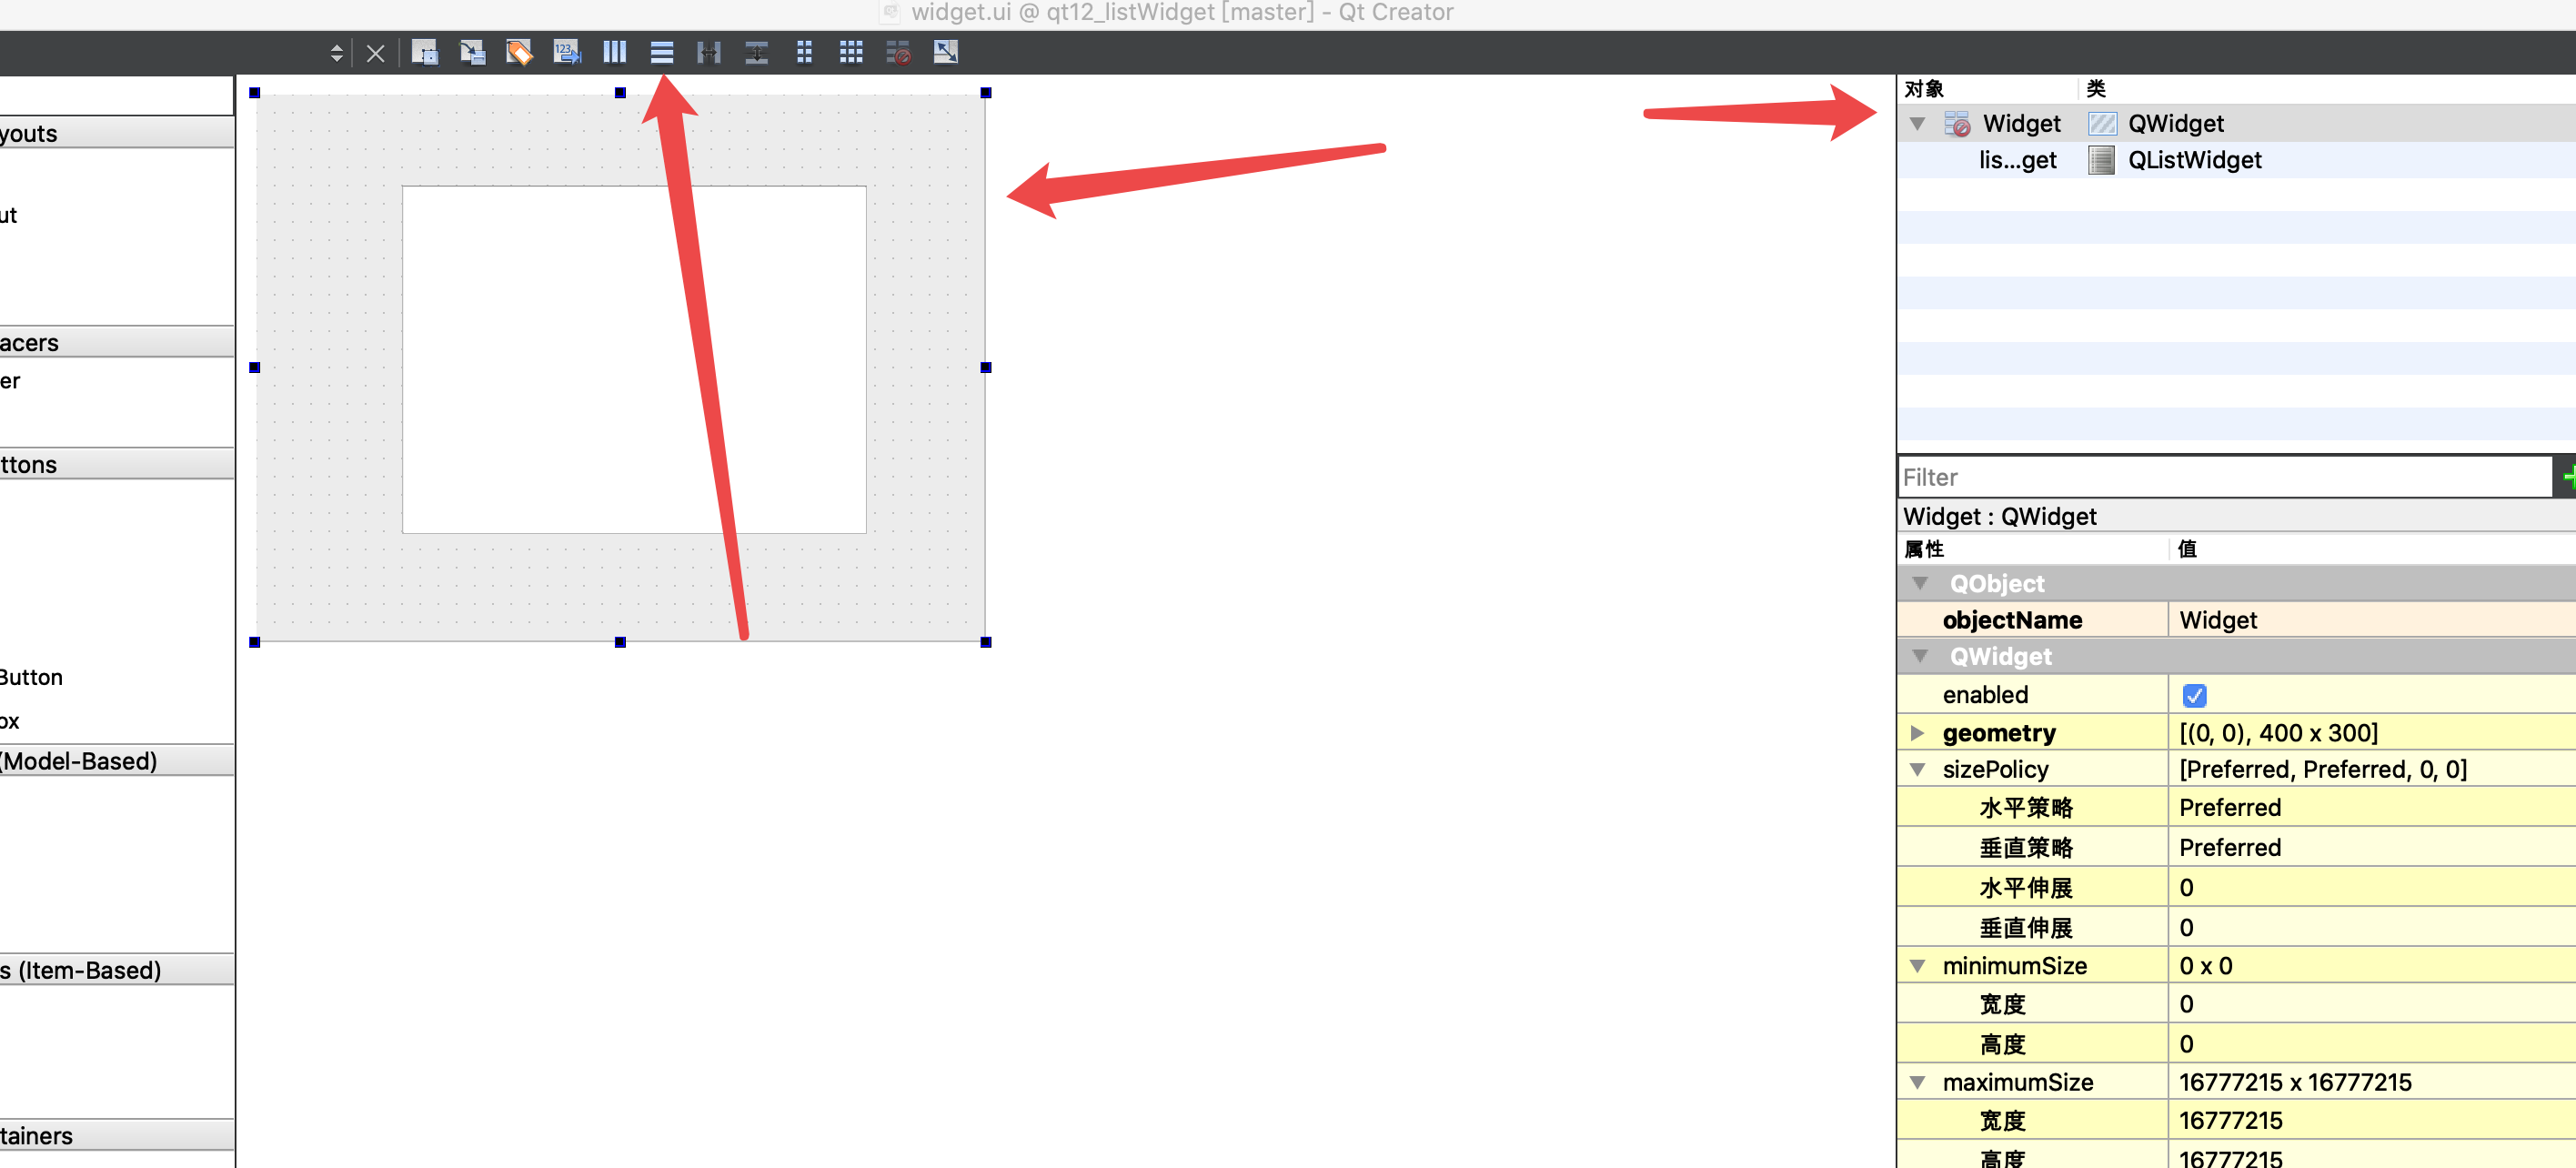 widget.ui @ qt12_listWidget [master] - Qt Creator
123
youts
ut
acers
er
ttons
Button
ox
(Model-Based)
s (Item-Based)
tainers
对象 类
Widget QWidget
lis...get QListWidget
Filter
Widget : QWidget
属性 值
QObject
objectName Widget
QWidget
enabled
geometry [(0, 0), 400 x 300]
sizePolicy [Preferred, Preferred, 0, 0]
水平策略 Preferred
垂直策略 Preferred
水平伸展 0
垂直伸展 0
minimumSize 0 x 0
宽度 0
高度 0
maximumSize 16777215 x 16777215
宽度 16777215
高度 16777215